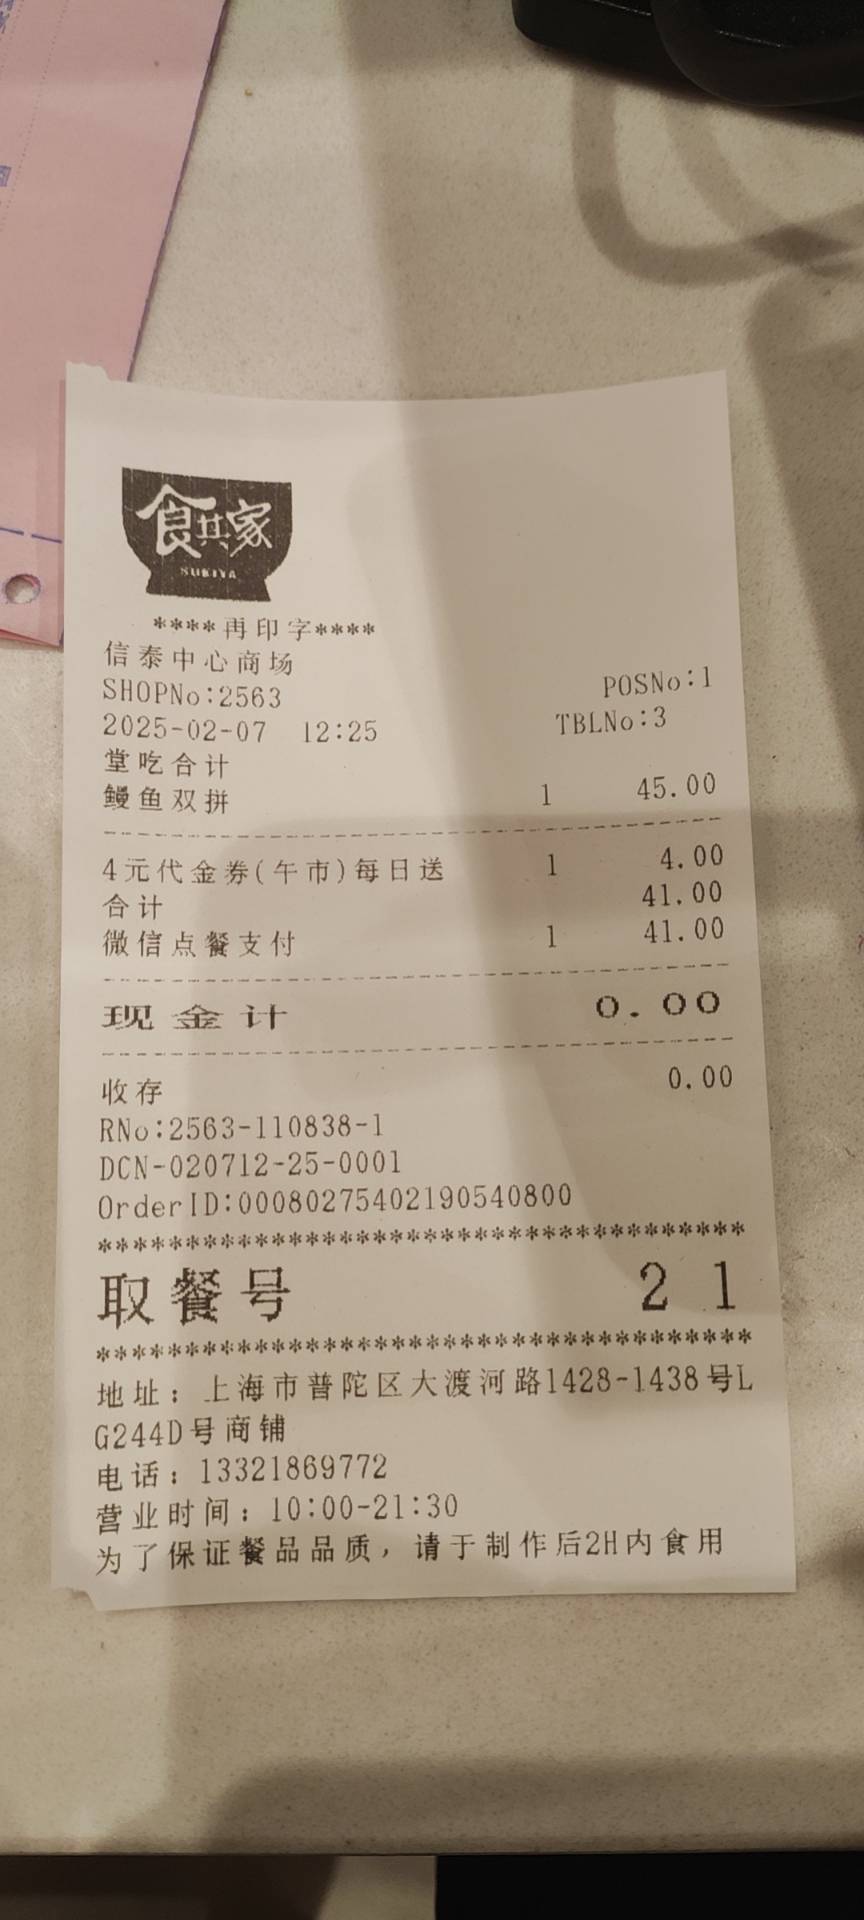 食其家
SUKIYA
****再印字****
信泰中心商场
SHOPNo:2563 POSNo:1
2025-02-07 12:25 TBLNo:3
堂吃合计
鳗鱼双拼 1 45.00
4元代金券(午市)每日送 1 4.00
合计 41.00
微信点餐支付 1 41.00
现金计 0.00
收存 0.00
RNo:2563-110838-1
DCN-020712-25-0001
OrderID:00080275402190540800
*************************************
取餐号 21
*************************************
地址：上海市普陀区大渡河路1428-1438号L
G244D号商铺
电话：13321869772
营业时间：10:00-21:30
为了保证餐品品质，请于制作后2H内食用